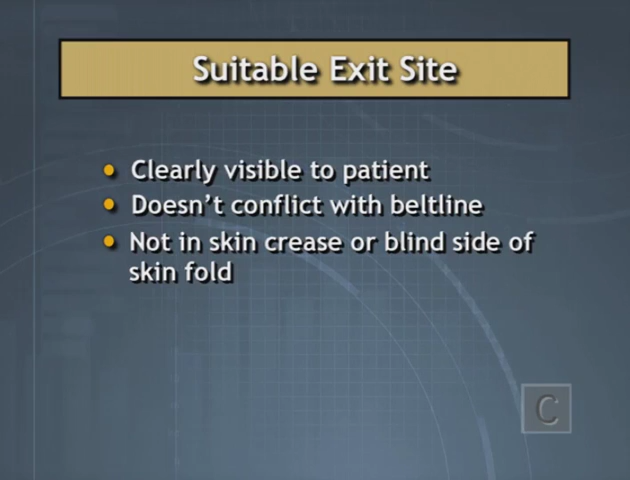 Suitable Exit Site
• Clearly visible to patient
• Doesn't conflict with beltline
• Not in skin crease or blind side of
skin fold
C